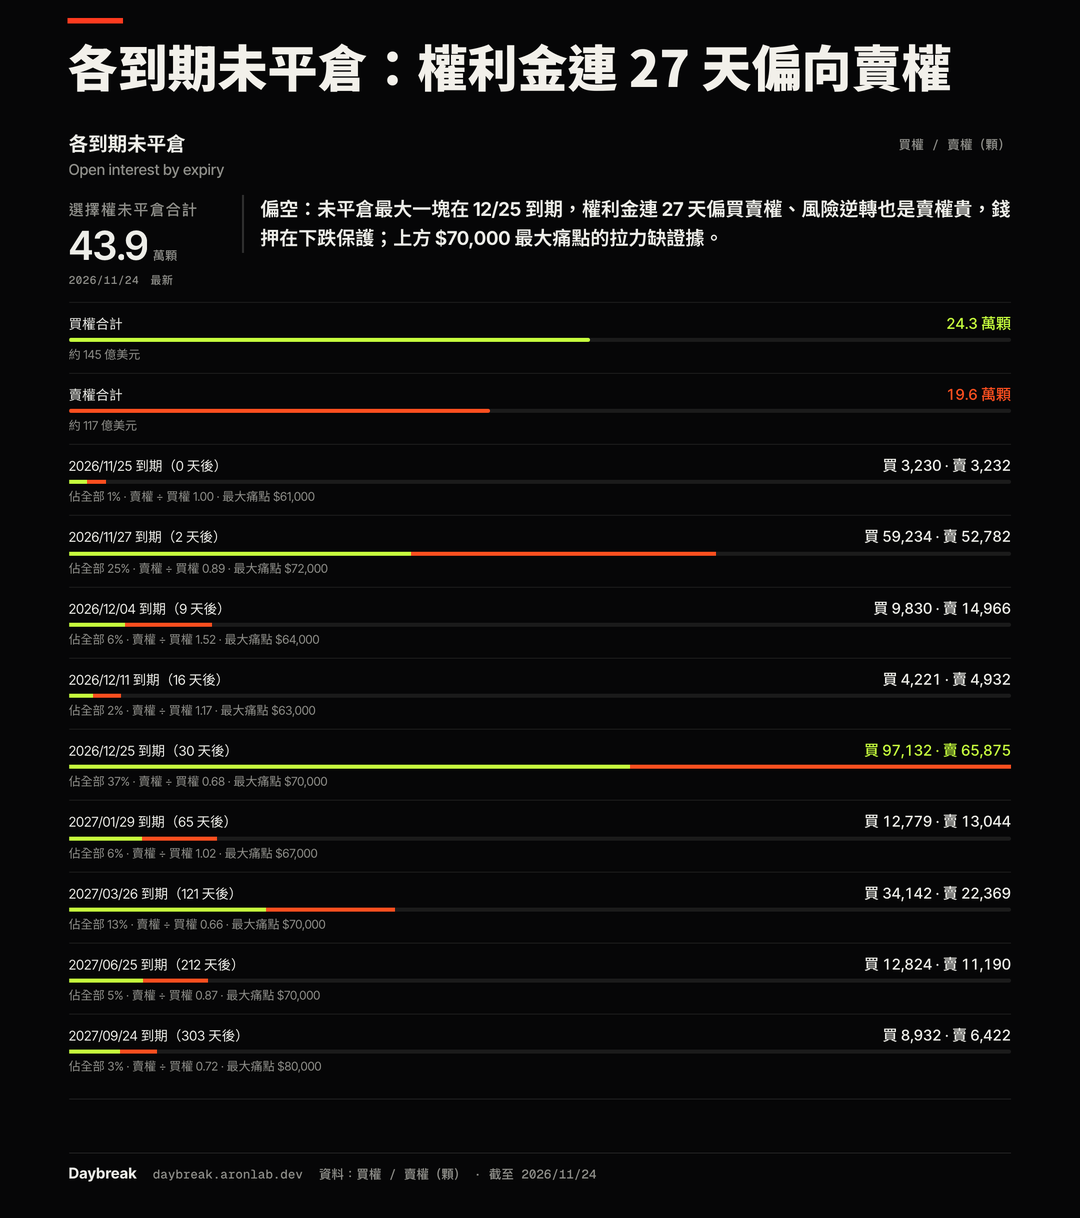 各到期未平倉：權利金連 27 天偏向賣權
各到期未平倉
買權 / 賣權（顆）
Open interest by expiry
選擇權未平倉合計
43.9 萬顆
2026/11/24 最新
偏空：未平倉最大一塊在 12/25 到期，權利金連 27 天偏買賣權、風險逆轉也是賣權貴，錢
押在下跌保護；上方 $70,000 最大痛點的拉力缺證據。
買權合計
24.3 萬顆
約 145 億美元
賣權合計
19.6 萬顆
約 117 億美元
2026/11/25 到期（0 天後）
買 3,230 · 賣 3,232
佔全部 1% · 賣權 ÷ 買權 1.00 · 最大痛點 $61,000
2026/11/27 到期（2 天後）
買 59,234 · 賣 52,782
佔全部 25% · 賣權 ÷ 買權 0.89 · 最大痛點 $72,000
2026/12/04 到期（9 天後）
買 9,830 · 賣 14,966
佔全部 6% · 賣權 ÷ 買權 1.52 · 最大痛點 $64,000
2026/12/11 到期（16 天後）
買 4,221 · 賣 4,932
佔全部 2% · 賣權 ÷ 買權 1.17 · 最大痛點 $63,000
2026/12/25 到期（30 天後）
買 97,132 · 賣 65,875
佔全部 37% · 賣權 ÷ 買權 0.68 · 最大痛點 $70,000
2027/01/29 到期（65 天後）
買 12,779 · 賣 13,044
佔全部 6% · 賣權 ÷ 買權 1.02 · 最大痛點 $67,000
2027/03/26 到期（121 天後）
買 34,142 · 賣 22,369
佔全部 13% · 賣權 ÷ 買權 0.66 · 最大痛點 $70,000
2027/06/25 到期（212 天後）
買 12,824 · 賣 11,190
佔全部 5% · 賣權 ÷ 買權 0.87 · 最大痛點 $70,000
2027/09/24 到期（303 天後）
買 8,932 · 賣 6,422
佔全部 3% · 賣權 ÷ 買權 0.72 · 最大痛點 $80,000
Daybreak daybreak.aronlab.dev 資料：買權 / 賣權（顆） · 截至 2026/11/24